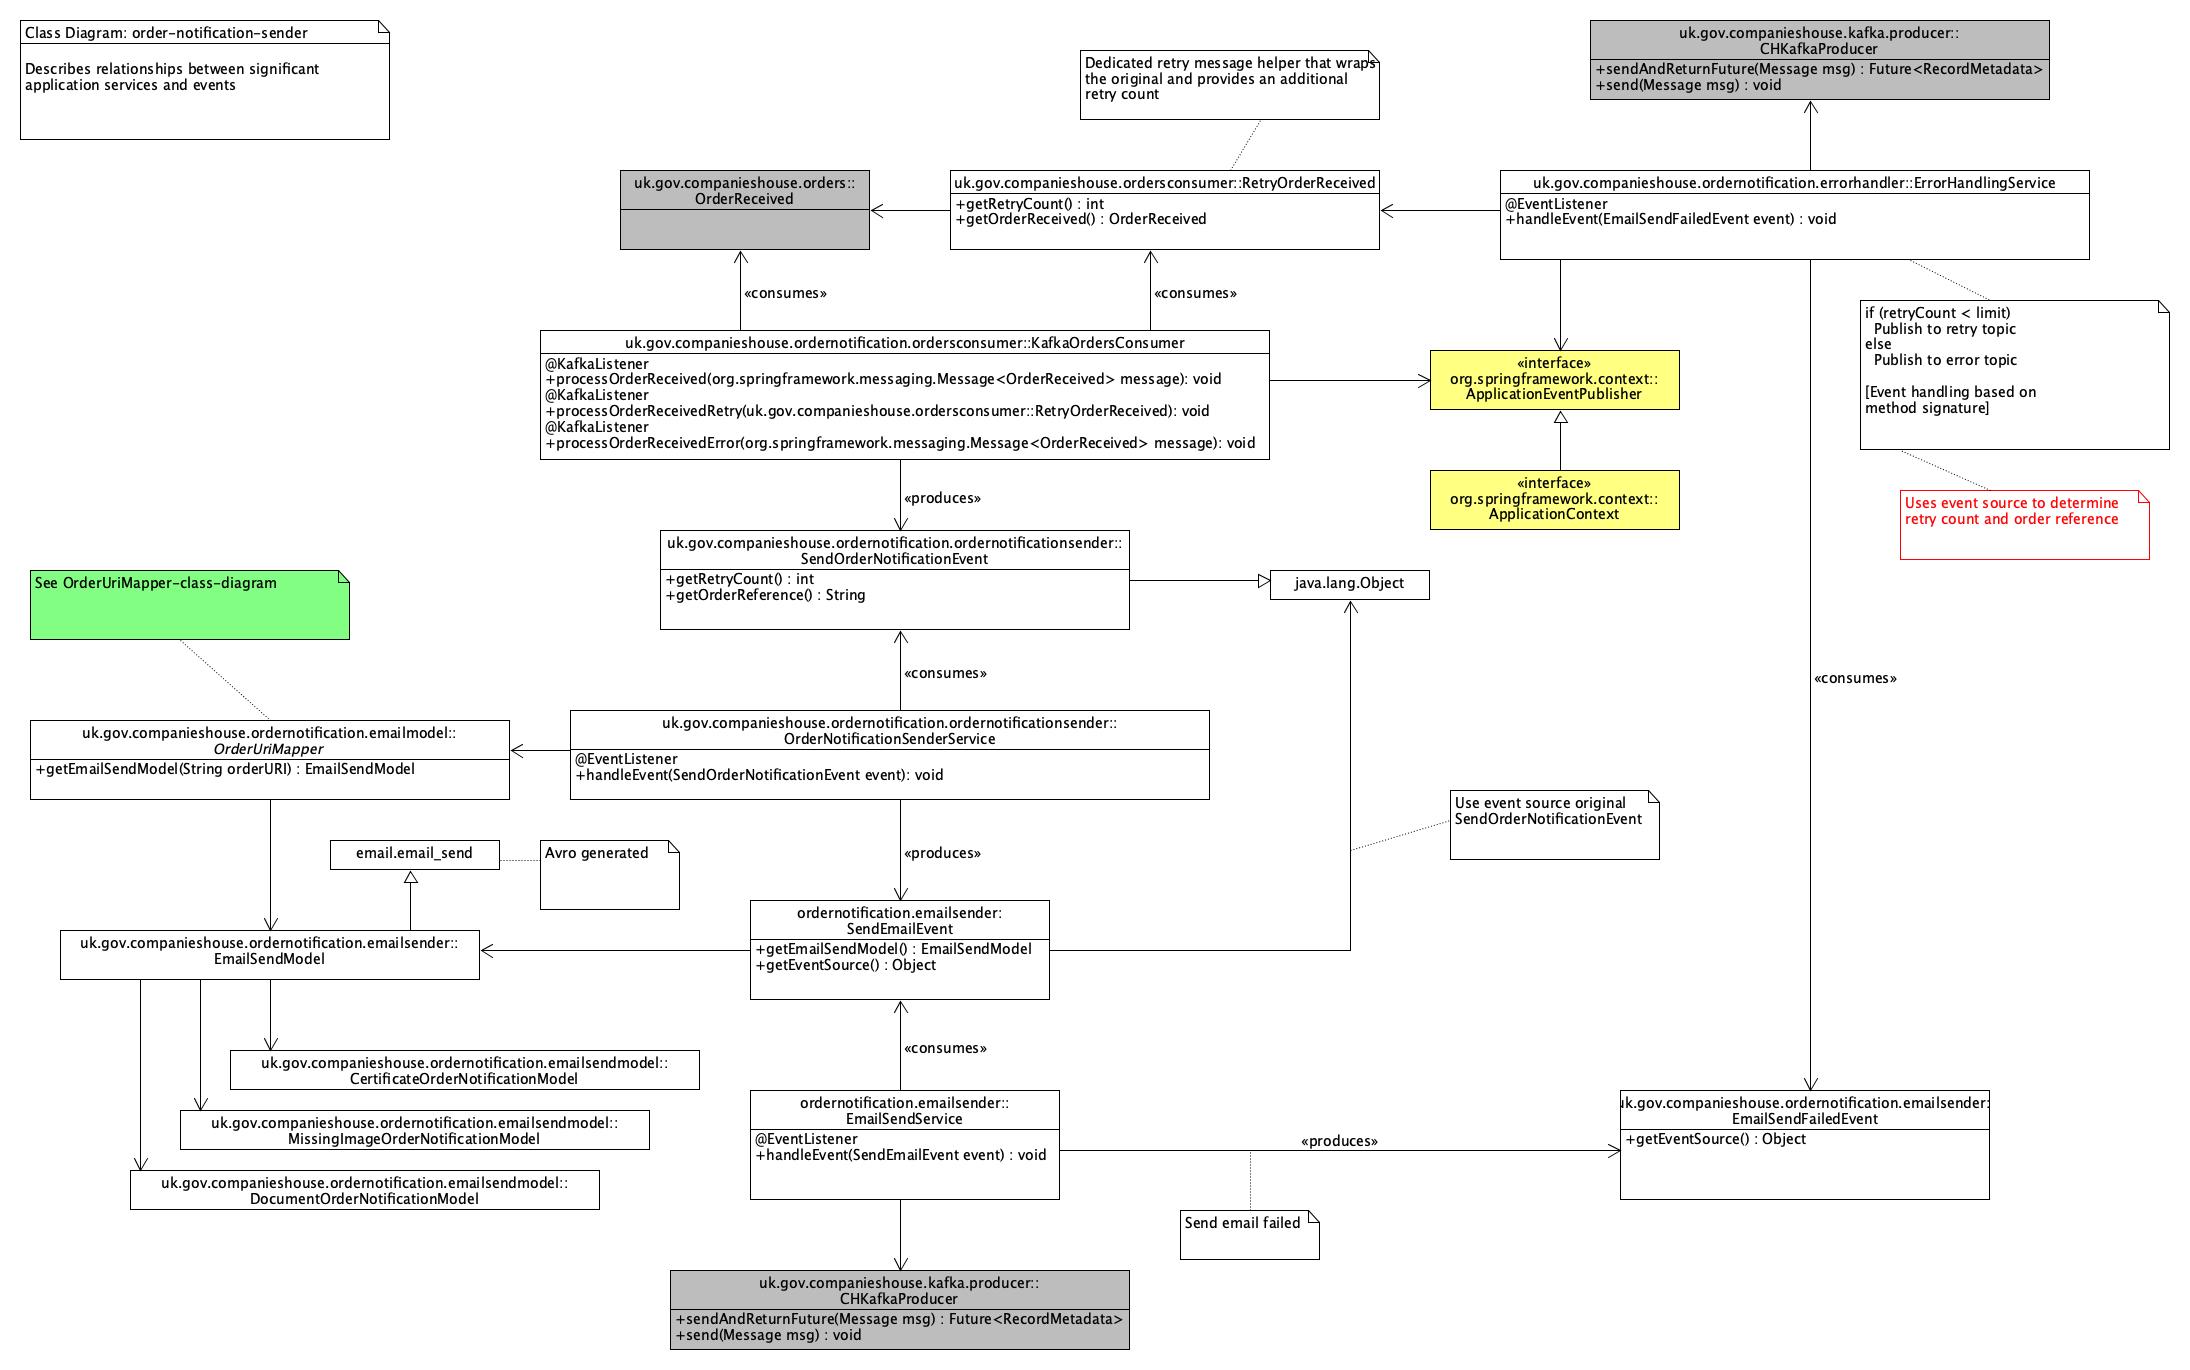 Class Diagram: order-notification-sender
Describes relationships between significant
application services and events
Dedicated retry message helper that wraps
the original and provides an additional
retry count
uk.gov.companieshouse.kafka.producer::
CHKafkaProducer
+sendAndReturnFuture(Message msg) : Future<RecordMetadata>
+send(Message msg) : void
uk.gov.companieshouse.orders::
OrderReceived
uk.gov.companieshouse.ordersconsumer::RetryOrderReceived
+getRetryCount() : int
+getOrderReceived() : OrderReceived
uk.gov.companieshouse.ordernotification.errorhandler::ErrorHandlingService
@EventListener
+handleEvent(EmailSendFailedEvent event) : void
«consumes»
«consumes»
if (retryCount < limit)
Publish to retry topic
else
Publish to error topic
[Event handling based on
method signature]
uk.gov.companieshouse.ordernotification.ordersconsumer::KafkaOrdersConsumer
@KafkaListener
+processOrderReceived(org.springframework.messaging.Message<OrderReceived> message): void
@KafkaListener
+processOrderReceivedRetry(uk.gov.companieshouse.ordersconsumer::RetryOrderReceived): void
@KafkaListener
+processOrderReceivedError(org.springframework.messaging.Message<OrderReceived> message): void
«interface»
org.springframework.context::
ApplicationEventPublisher
«interface»
org.springframework.context::
ApplicationContext
Uses event source to determine
retry count and order reference
«produces»
uk.gov.companieshouse.ordernotification.ordernotificationsender::
SendOrderNotificationEvent
+getRetryCount() : int
+getOrderReference() : String
java.lang.Object
See OrderUriMapper-class-diagram
«consumes»
«consumes»
uk.gov.companieshouse.ordernotification.emailmodel::
OrderUriMapper
+getEmailSendModel(String orderURI) : EmailSendModel
uk.gov.companieshouse.ordernotification.ordernotificationsender::
OrderNotificationSenderService
@EventListener
+handleEvent(SendOrderNotificationEvent event): void
Use event source original
SendOrderNotificationEvent
email.email_send
Avro generated
«produces»
uk.gov.companieshouse.ordernotification.emailsender::
EmailSendModel
ordernotification.emailsender:
SendEmailEvent
+getEmailSendModel() : EmailSendModel
+getEventSource() : Object
«consumes»
uk.gov.companieshouse.ordernotification.emailsendmodel::
CertificateOrderNotificationModel
uk.gov.companieshouse.ordernotification.emailsendmodel::
MissingImageOrderNotificationModel
uk.gov.companieshouse.ordernotification.emailsendmodel::
DocumentOrderNotificationModel
ordernotification.emailsender::
EmailSendService
@EventListener
+handleEvent(SendEmailEvent event) : void
«produces»
Send email failed
uk.gov.companieshouse.ordernotification.emailsender:
EmailSendFailedEvent
+getEventSource() : Object
uk.gov.companieshouse.kafka.producer::
CHKafkaProducer
+sendAndReturnFuture(Message msg) : Future<RecordMetadata>
+send(Message msg) : void